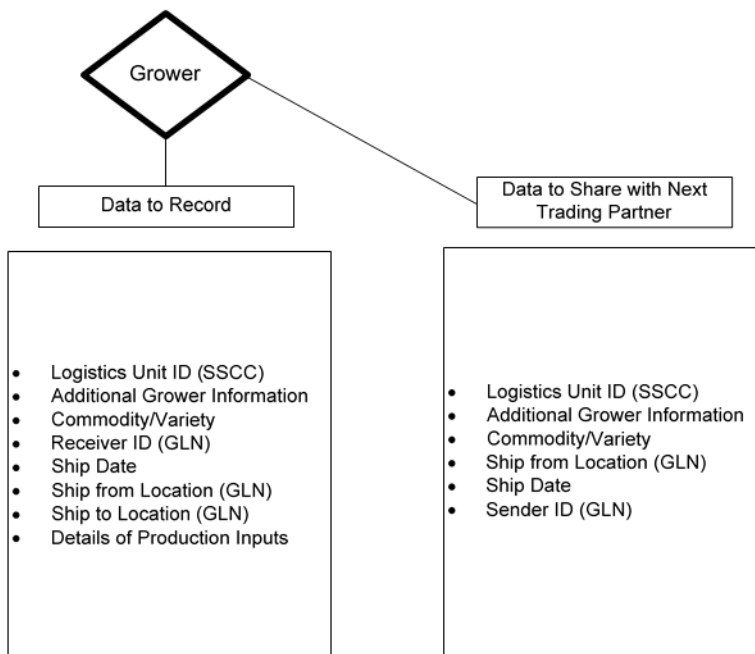 Grower
Data to Record
Data to Share with Next
Trading Partner
• Logistics Unit ID (SSCC)
• Additional Grower Information
• Commodity/Variety
• Receiver ID (GLN)
• Ship Date
• Ship from Location (GLN)
• Ship to Location (GLN)
• Details of Production Inputs
• Logistics Unit ID (SSCC)
• Additional Grower Information
• Commodity/Variety
• Ship from Location (GLN)
• Ship Date
• Sender ID (GLN)